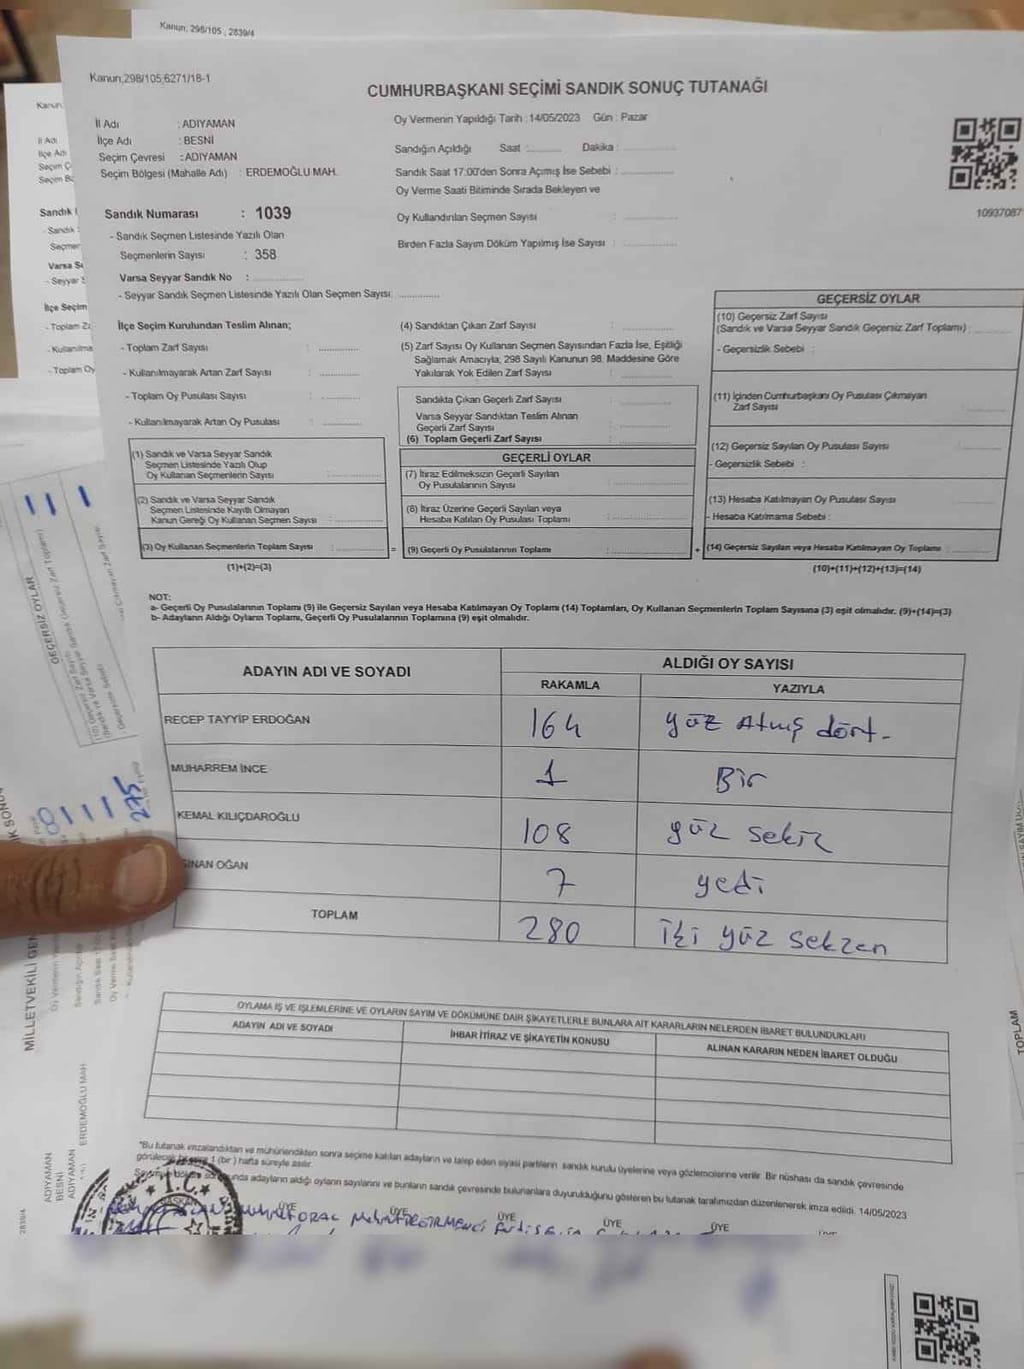 Kanun; 298/105 ; 2839/4
Kanun,298/105,6271/18-1
CUMHURBAŞKANI SEÇİMİ SANDIK SONUÇ TUTANAĞI
İl Adı : ADIYAMAN
İlçe Adı : BESNİ
Seçim Çevresi : ADIYAMAN
Seçim Bölgesi (Mahalle Adı) : ERDEMOĞLU MAH.
Oy Vermenin Yapıldığı Tarih : 14/05/2023 Gün : Pazar
Sandığın Açıldığı Saat : Dakika :
Sandık Saat 17:00'den Sonra Açımış İse Sebebi :
Oy Verme Saati Bitiminde Sırada Bekleyen ve
Oy Kullandırılan Seçmen Sayısı :
Birden Fazla Sayım Döküm Yapılmış İse Sayısı :
10937087
Sandık Numarası : 1039
- Sandık Seçmen Listesinde Yazılı Olan
Seçmenlerin Sayısı : 358
Varsa Seyyar Sandık No :
- Seyyar Sandık Seçmen Listesinde Yazılı Olan Seçmen Sayısı:
İlçe Seçim Kurulundan Teslim Alınan;
- Toplam Zarf Sayısı :
- Kullanılmayarak Artan Zarf Sayısı :
- Toplam Oy Pusulası Sayısı :
- Kullanılmayarak Artan Oy Pusulası :
(1) Sandık ve Varsa Seyyar Sandık
Seçmen Listesinde Yazılı Olup
Oy Kullanan Seçmenlerin Sayısı :
(2) Sandık ve Varsa Seyyar Sandık
Seçmen Listesinde Kayıtlı Olmayan
Kanun Gereği Oy Kullanan Seçmen Sayısı :
(3) Oy Kullanan Seçmenlerin Toplam Sayısı :
(1)+(2)=(3)
(4) Sandıktan Çıkan Zarf Sayısı :
(5) Zarf Sayısı Oy Kullanan Seçmen Sayısından Fazla İse, Eşitliği
Sağlamak Amacıyla; 298 Sayılı Kanunun 98. Maddesine Göre
Yakılarak Yok Edilen Zarf Sayısı :
Sandıkta Çıkan Geçerli Zarf Sayısı :
Varsa Seyyar Sandıktan Teslim Alınan
Geçerli Zarf Sayısı :
(6) Toplam Geçerli Zarf Sayısı :
GEÇERLİ OYLAR
(7) İtiraz Edilmeksizin Geçerli Sayılan
Oy Pusulalarının Sayısı :
(8) İtiraz Üzerine Geçerli Sayılan veya
Hesaba Katılan Oy Pusulası Toplamı :
= (9) Geçerli Oy Pusulalarının Toplamı :
GEÇERSİZ OYLAR
(10) Geçersiz Zarf Sayısı
(Sandık ve Varsa Seyyar Sandık Geçersiz Zarf Toplamı) :
- Geçersizlik Sebebi :
(11) İçinden Cumhurbaşkanı Oy Pusulası Çıkmayan
Zarf Sayısı :
(12) Geçersiz Sayılan Oy Pusulası Sayısı :
- Geçersizlik Sebebi :
(13) Hesaba Katılmayan Oy Pusulası Sayısı :
- Hesaba Katılmama Sebebi :
+ (14) Geçersiz Sayılan veya Hesaba Katılmayan Oy Toplamı :
(10)+(11)+(12)+(13)=(14)
NOT:
a- Geçerli Oy Pusulalarının Toplamı (9) ile Geçersiz Sayılan veya Hesaba Katılmayan Oy Toplamı (14) Toplamları, Oy Kullanan Seçmenlerin Toplam Sayısına (3) eşit olmalıdır. (9)+(14)=(3)
b- Adayların Aldığı Oyların Toplamı, Geçerli Oy Pusulalarının Toplamına (9) eşit olmalıdır.
ADAYIN ADI VE SOYADI
ALDIĞI OY SAYISI
RAKAMLA YAZIYLA
RECEP TAYYİP ERDOĞAN 164 yüz Atmış dört-
MUHARREM İNCE 1 Bir
KEMAL KILIÇDAROĞLU 108 yüz sekiz
SİNAN OĞAN 7 yedi
TOPLAM 280 iki yüz seksen
OYLAMA İŞ VE İŞLEMLERİNE VE OYLARIN SAYIM VE DÖKÜMÜNE DAİR ŞİKAYETLERLE BUNLARA AİT KARARLARIN NELERDEN İBARET BULUNDUKLARI
ADAYIN ADI VE SOYADI İHBAR İTİRAZ VE ŞİKAYETİN KONUSU ALINAN KARARIN NEDEN İBARET OLDUĞU
*Bu tutanak imzalandıktan ve mühürlendikten sonra seçime katılan adayların ve talep eden siyasi partilerin sandık kurulu üyelerine veya gözlemcilerine verilir. Bir nüshası da sandık çevresinde
görülecek bir yere 1 (bir) hafta süreyle asılır.
adayların aldığı oyların sayılarını ve bunların sandık çevresinde bulunanlara duyurulduğunu gösteren bu tutanak tarafımızdan düzenlenerek imza edildi. 14/05/2023
T.C.
BAŞKAN ÜYE ÜYE ÜYE ÜYE ÜYE
GEÇERSİZ OYLAR
275
ERDEMOĞLU MAH
ADIYAMAN
BESNİ
ADIYAMAN
2839/4
TOPLAM